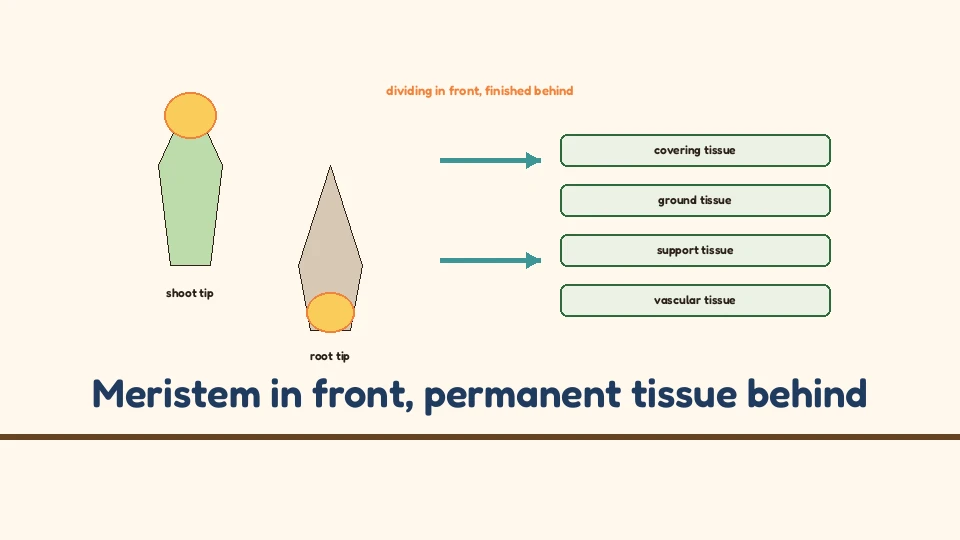 dividing in front, finished behind
covering tissue
ground tissue
support tissue
vascular tissue
shoot tip
root tip
Meristem in front, permanent tissue behind